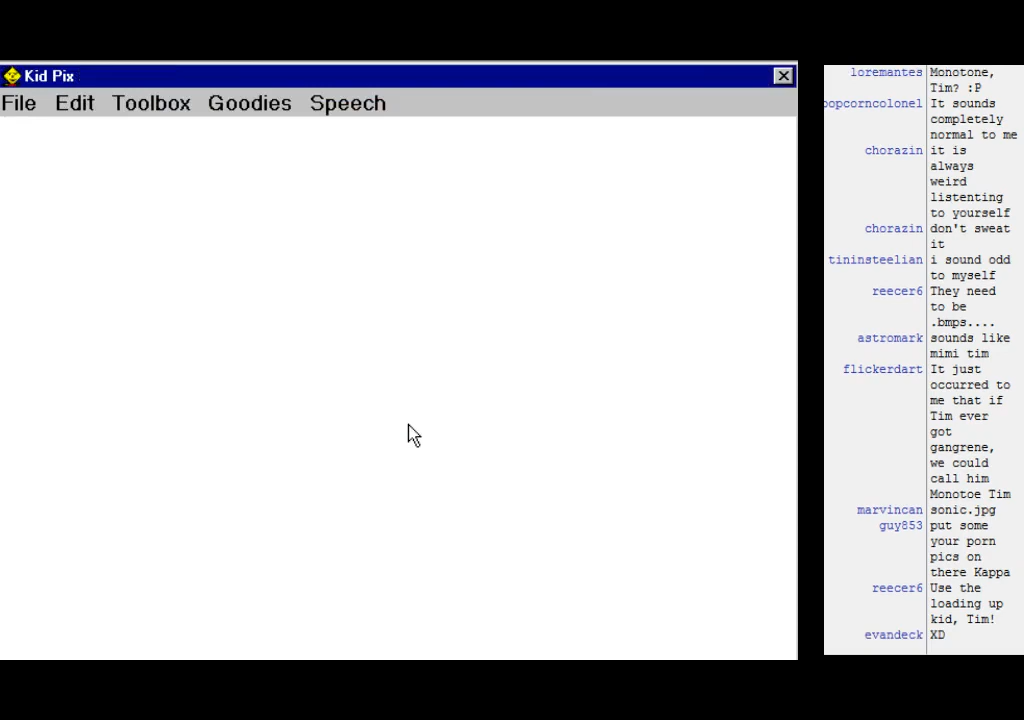 Kid Pix
File Edit Toolbox Goodies Speech
loremantes Monotone,
Tim? :P
opcorncolonel It sounds
completely
normal to me
chorazin it is
always
weird
listening
to yourself
chorazin don't sweat
it
tininsteelian i sound odd
to myself
reecer6 They need
to be
.bmps....
astromark sounds like
mimi tim
flickerdart It just
occurred to
me that if
Tim ever
got
gangrene,
we could
call him
Monotoe Tim
marvincan sonic.jpg
guy853 put some
your porn
pics on
there Kappa
reecer6 Use the
loading up
kid, Tim!
evandeck XD